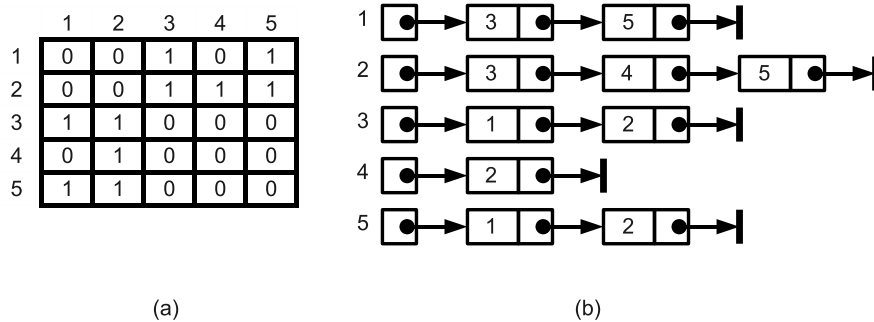 1 2 3 4 5
1 0 0 1 0 1
2 0 0 1 1 1
3 1 1 0 0 0
4 0 1 0 0 0
5 1 1 0 0 0
(a)
1 3 5
2 3 4 5
3 1 2
4 2
5 1 2
(b)